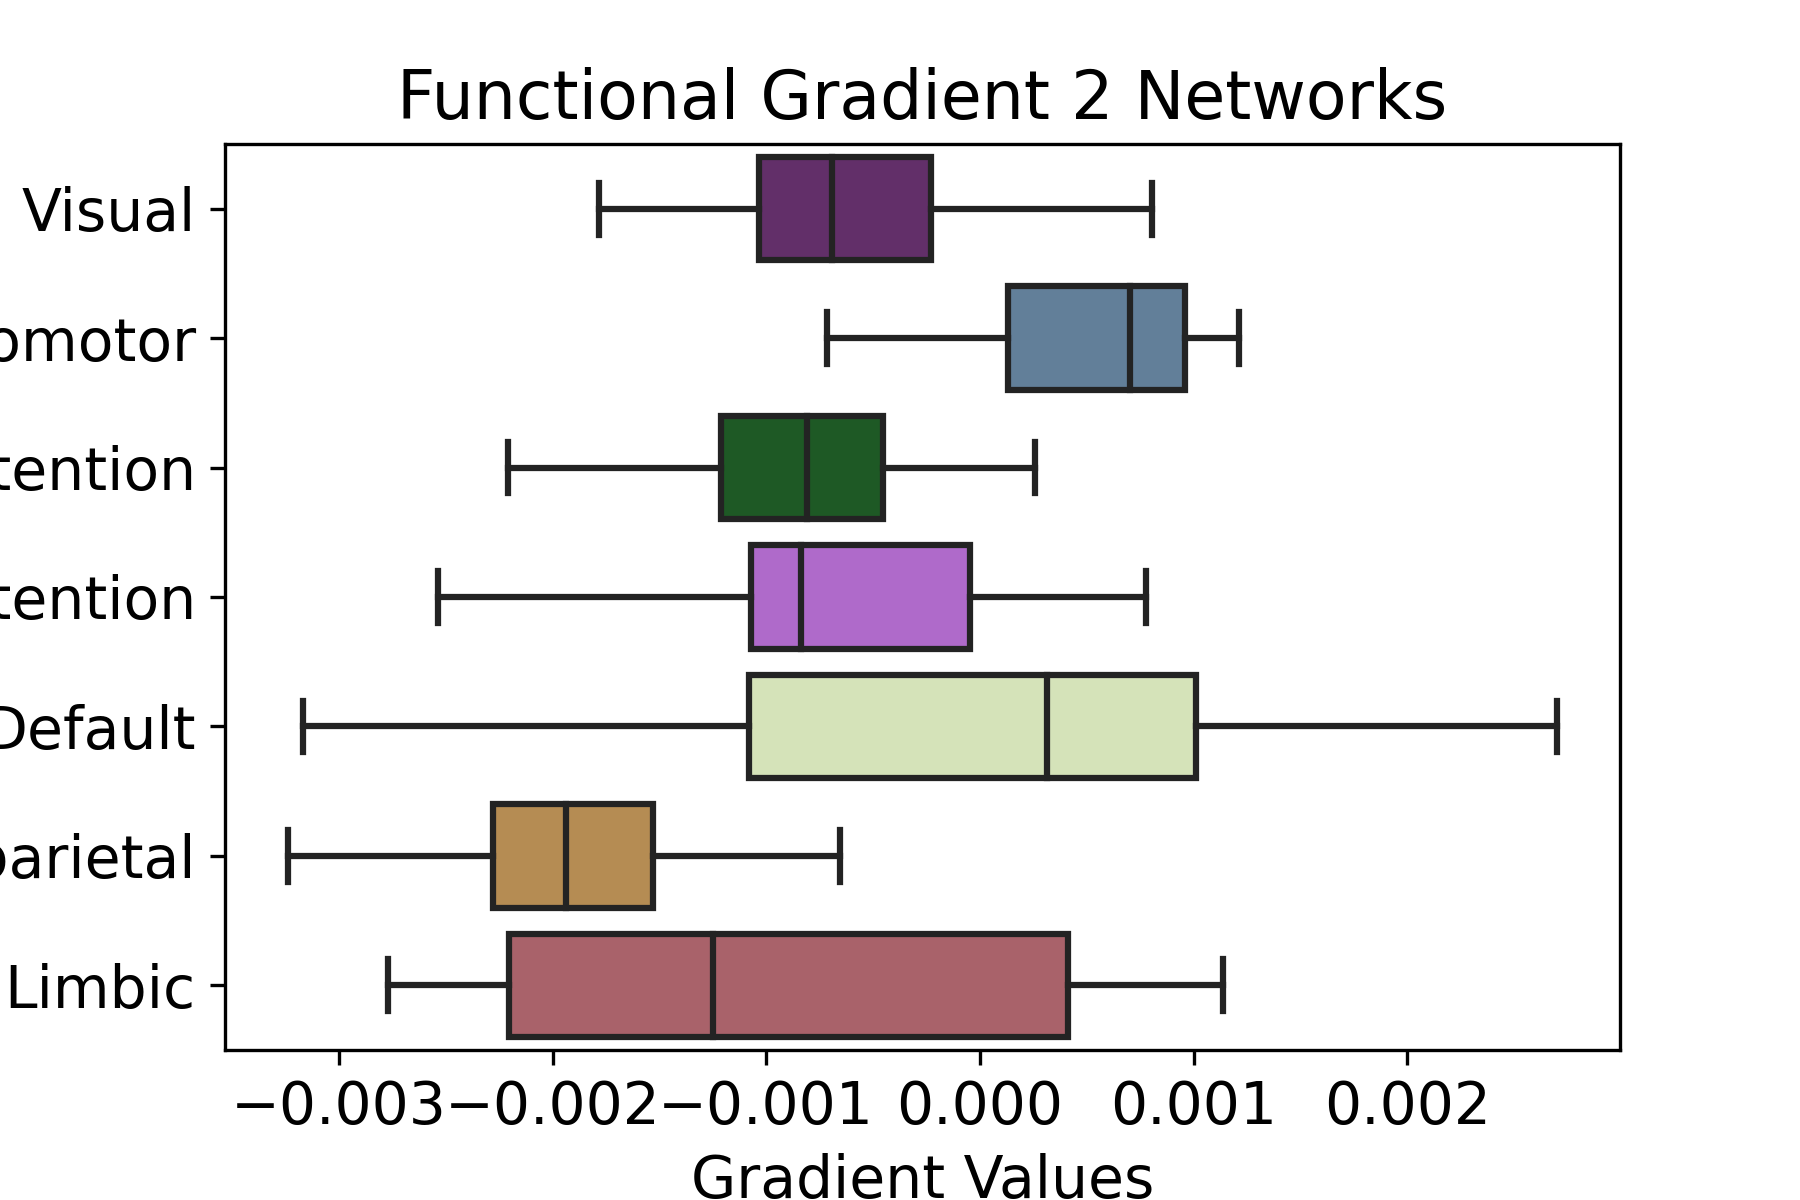 Functional Gradient 2 Networks
Visual
omotor
tention
tention
Default
parietal
Limbic
−0.003 −0.002 −0.001 0.000 0.001 0.002
Gradient Values